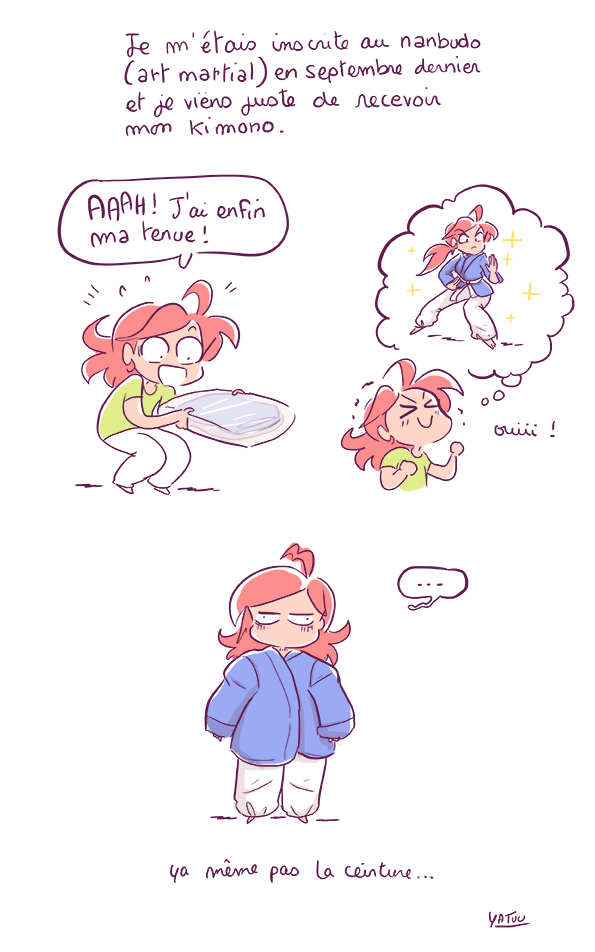 Je m'étais inscrite au nanbudo
(art martial) en septembre dernier
et je viens juste de recevoir
mon kimono.
AAAH! J'ai enfin
ma tenue!
ouiii !
...
ya même pas la ceinture...
YATUU